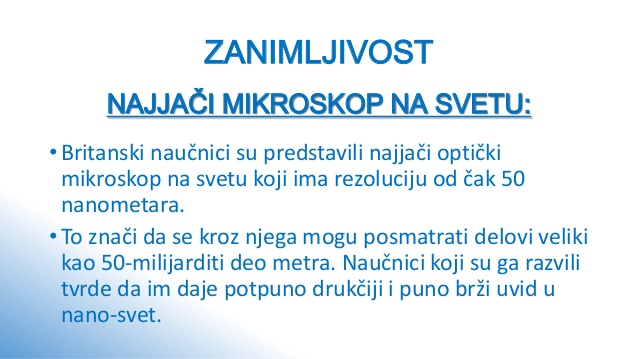 ZANIMLJIVOST
NAJJAČI MIKROSKOP NA SVETU:
• Britanski naučnici su predstavili najjači optički
mikroskop na svetu koji ima rezoluciju od čak 50
nanometara.
• To znači da se kroz njega mogu posmatrati delovi veliki
kao 50-milijarditi deo metra. Naučnici koji su ga razvili
tvrde da im daje potpuno drukčiji i puno brži uvid u
nano-svet.